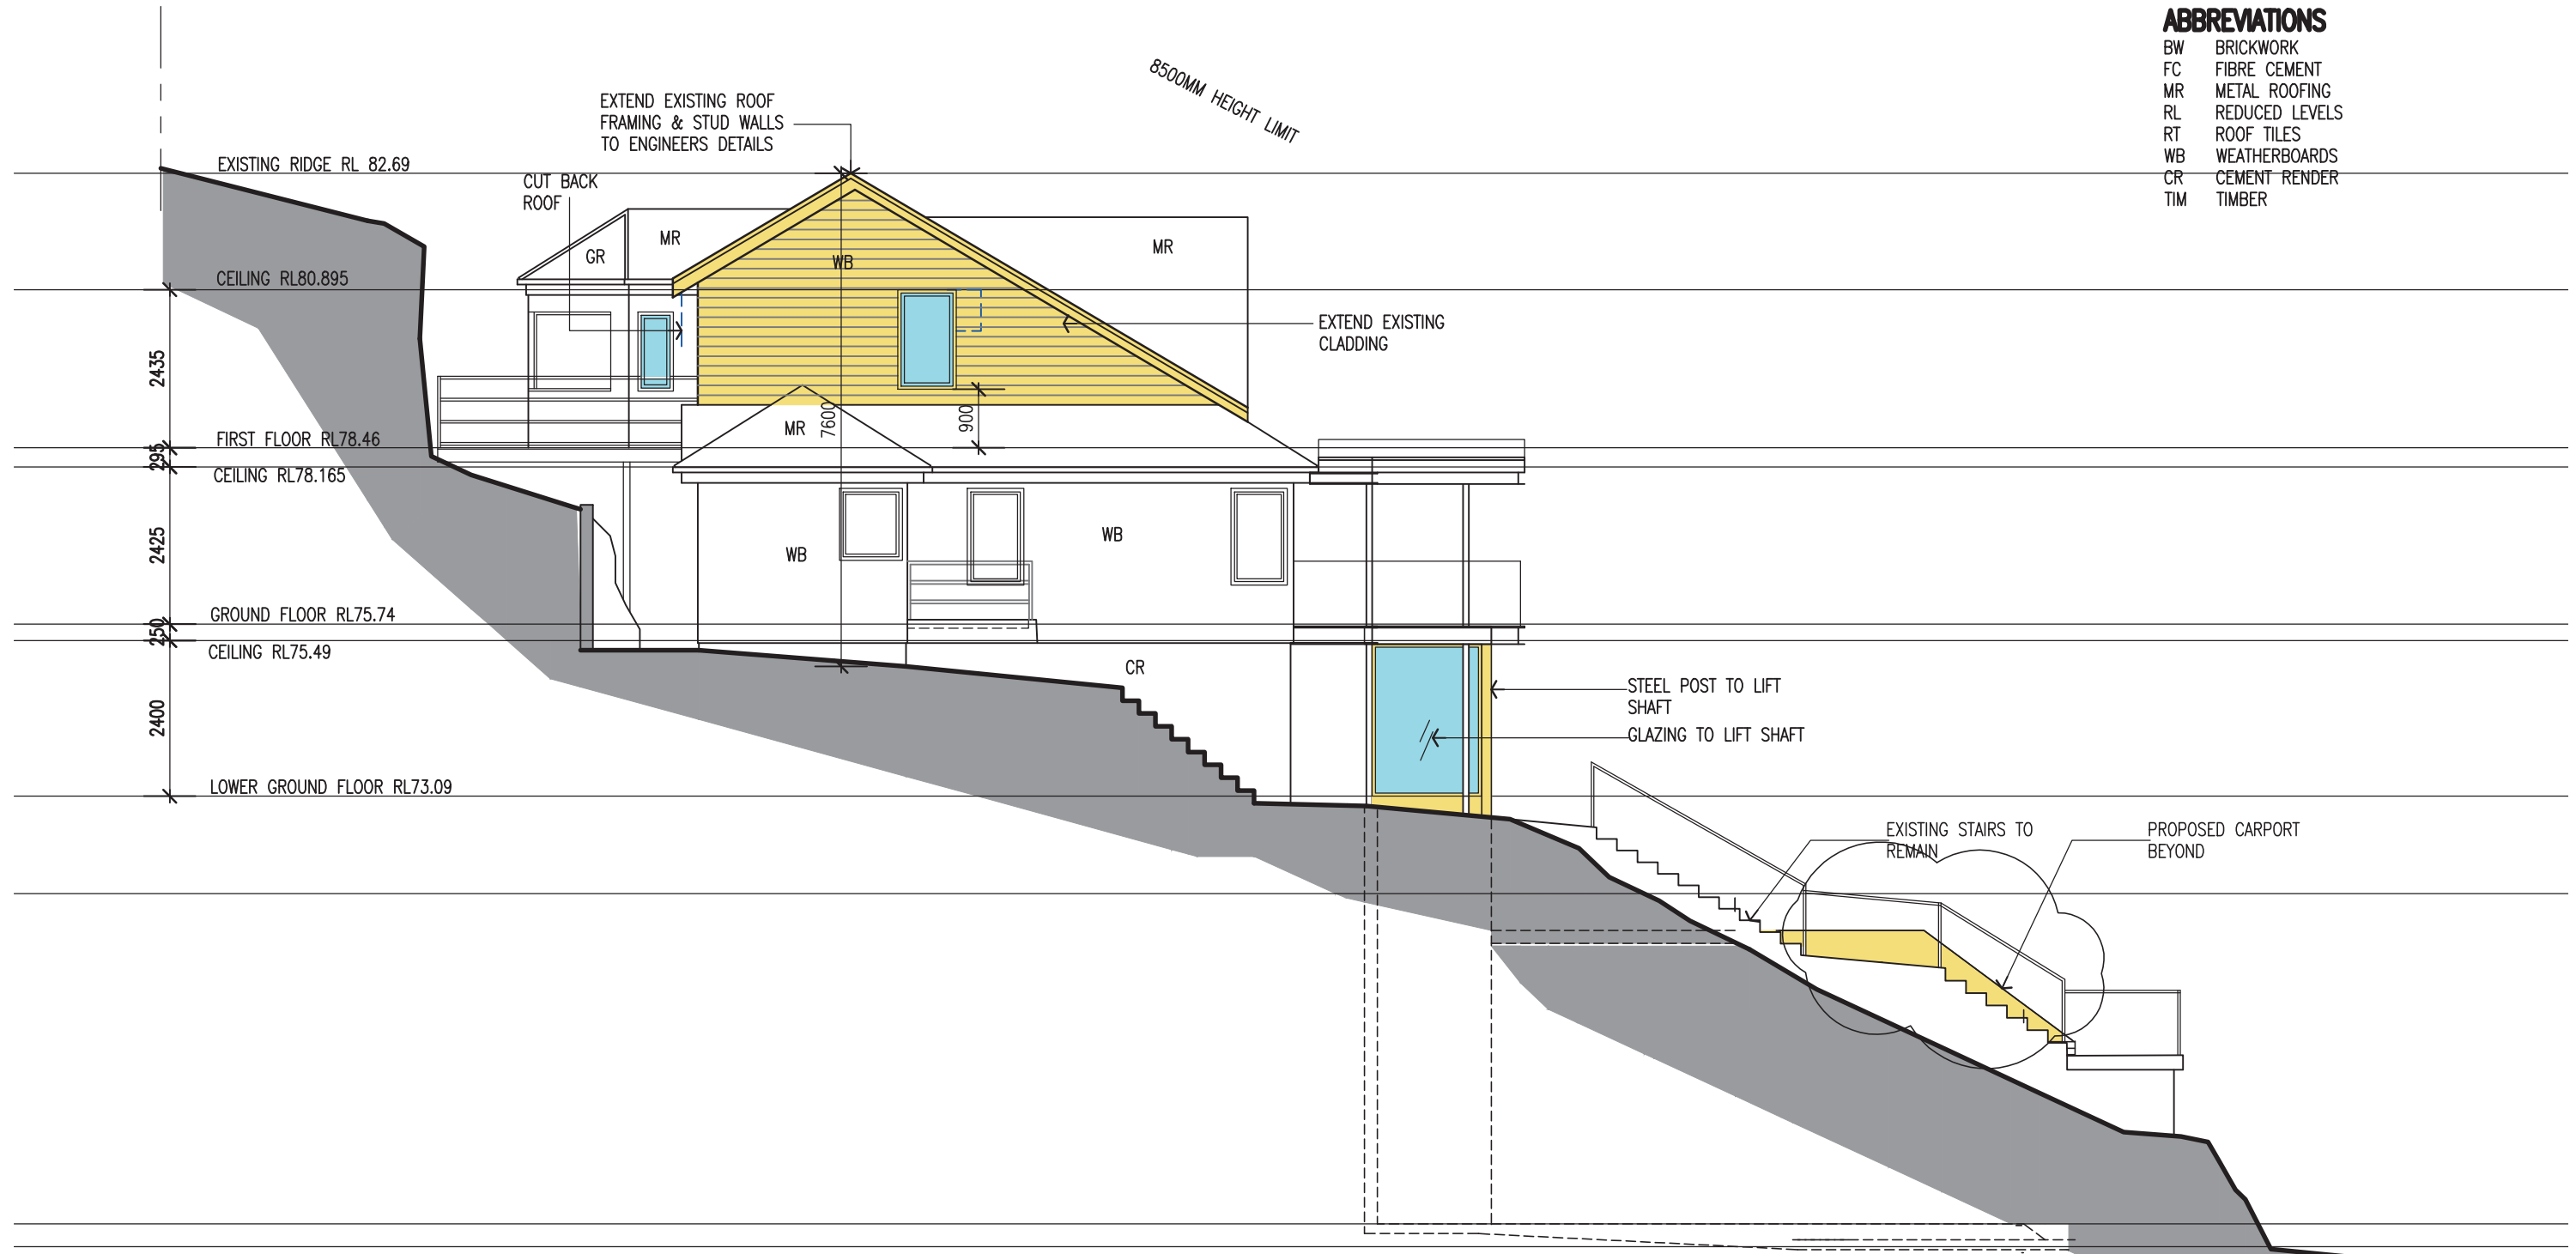 ABBREVIATIONS
BW BRICKWORK
FC FIBRE CEMENT
MR METAL ROOFING
RL REDUCED LEVELS
RT ROOF TILES
WB WEATHERBOARDS
CR CEMENT RENDER
TIM TIMBER
8500MM HEIGHT LIMIT
EXTEND EXISTING ROOF
FRAMING & STUD WALLS
TO ENGINEERS DETAILS
EXISTING RIDGE RL 82.69
CUT BACK
ROOF
MR
GR
MR
WB
CEILING RL80.895
EXTEND EXISTING
CLADDING
2435
7600
900
MR
FIRST FLOOR RL78.46
295
CEILING RL78.165
2425
WB
WB
GROUND FLOOR RL75.74
250
CEILING RL75.49
CR
STEEL POST TO LIFT
SHAFT
GLAZING TO LIFT SHAFT
2400
LOWER GROUND FLOOR RL73.09
EXISTING STAIRS TO
REMAIN
PROPOSED CARPORT
BEYOND